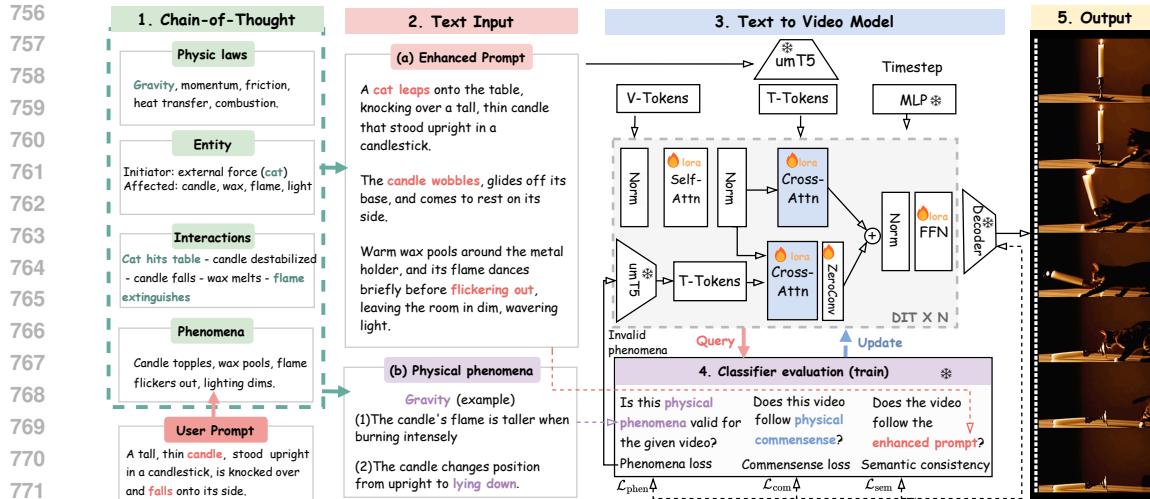 756
757
758
759
760
761
762
763
764
765
766
767
768
769
770
771
1. Chain-of-Thought
Physic laws
Gravity, momentum, friction,
heat transfer, combustion.
Entity
Initiator: external force (cat)
Affected: candle, wax, flame, light
Interactions
Cat hits table - candle destabilized
- candle falls - wax melts - flame
extinguishes
Phenomena
Candle topples, wax pools, flame
flickers out, lighting dims.
User Prompt
A tall, thin candle, stood upright
in a candlestick, is knocked over
and falls onto its side.
2. Text Input
(a) Enhanced Prompt
A cat leaps onto the table,
knocking over a tall, thin candle
that stood upright in a
candlestick.
The candle wobbles, glides off its
base, and comes to rest on its
side.
Warm wax pools around the metal
holder, and its flame dances
briefly before flickering out,
leaving the room in dim, wavering
light.
(b) Physical phenomena
Gravity (example)
(1)The candle's flame is taller when
burning intensely
(2)The candle changes position
from upright to lying down.
3. Text to Video Model
umT5
Timestep
V-Tokens
T-Tokens
MLP
Norm
lora
Self-
Attn
Norm
lora
Cross-
Attn
Norm
lora
FFN
Decoder
umT5
T-Tokens
lora
Cross-
Attn
ZeroConv
DIT X N
Invalid
phenomena
Query
Update
4. Classifier evaluation (train)
Is this physical
phenomena valid for
the given video?
Phenomena loss
Does this video
follow physical
commensense?
Commensense loss
Does the video
follow the
enhanced prompt?
Semantic consistency
L_phen
L_com
L_sem
5. Output